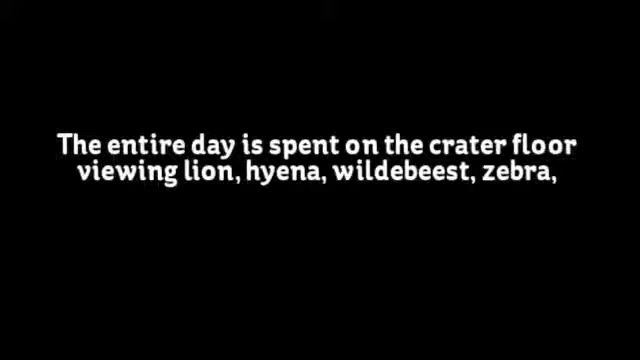 The entire day is spent on the crater floor
viewing lion, hyena, wildebeest, zebra,